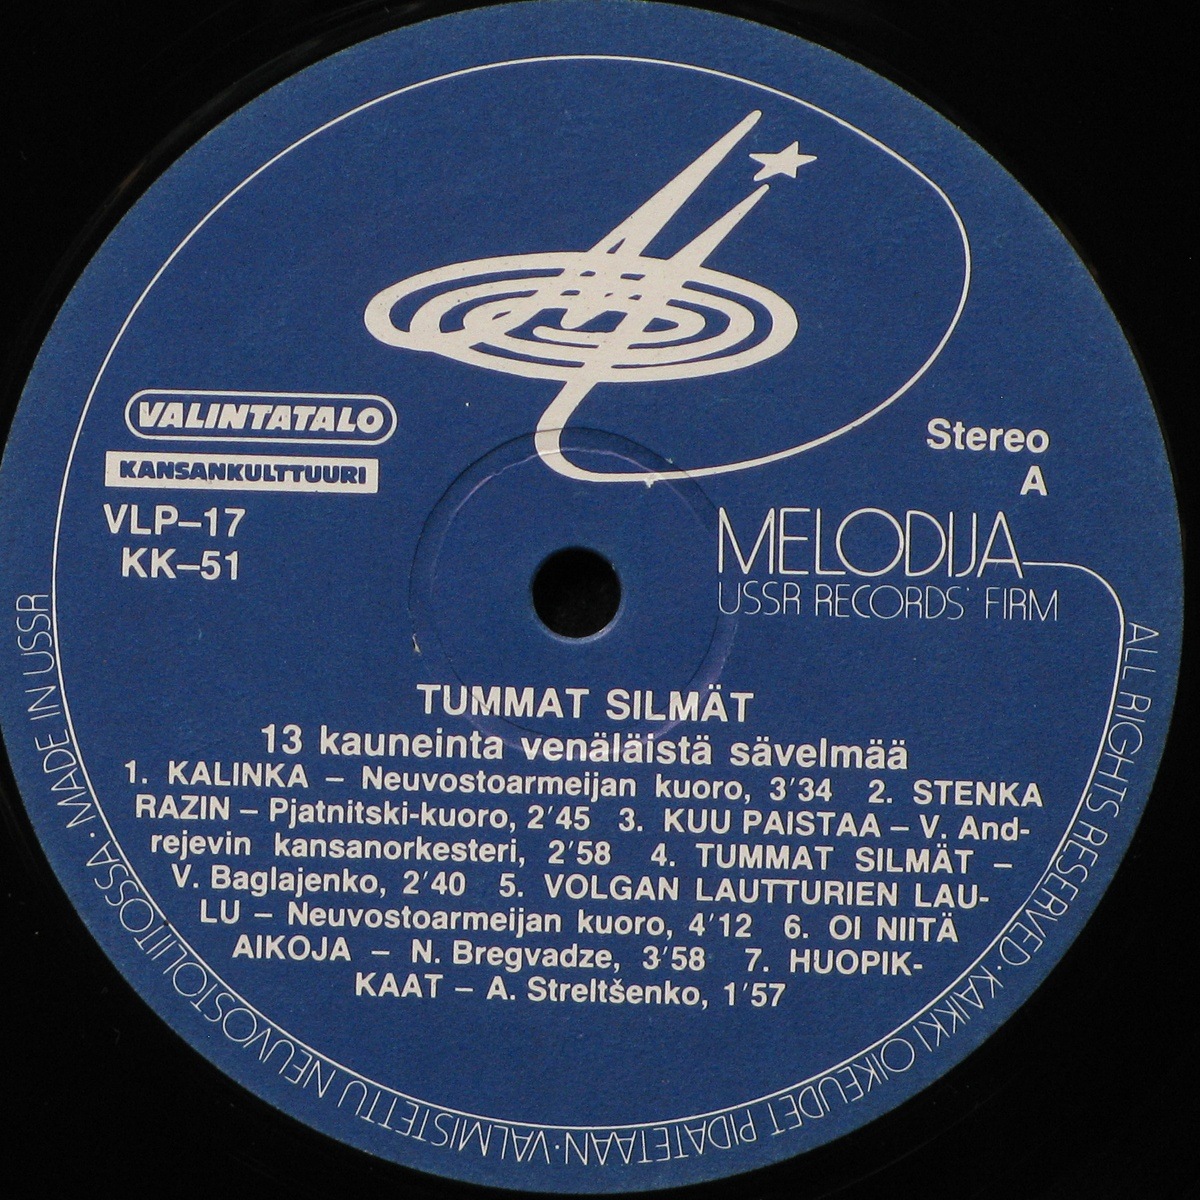 VALINTATALO
KANSANKULTTUURI
VLP–17
KK–51
Stereo
A
MELODIJA
USSR RECORDS' FIRM
TUMMAT SILMÄT
13 kauneinta venäläistä sävelmää
1. KALINKA – Neuvostoarmeijan kuoro, 3'34 2. STENKA
RAZIN – Pjatnitski-kuoro, 2'45 3. KUU PAISTAA – V. And-
rejevin kansanorkesteri, 2'58 4. TUMMAT SILMÄT –
V. Baglajenko, 2'40 5. VOLGAN LAUTTURIEN LAU-
LU – Neuvostoarmeijan kuoro, 4'12 6. OI NIITÄ
AIKOJA – N. Bregvadze, 3'58 7. HUOPIK-
KAAT – A. Streltšenko, 1'57
ALL RIGHTS RESERVED · KAIKKI OIKEUDET PIDÄTETÄÄN · VALMISTETTU NEUVOSTOLIITOSSA · MADE IN USSR